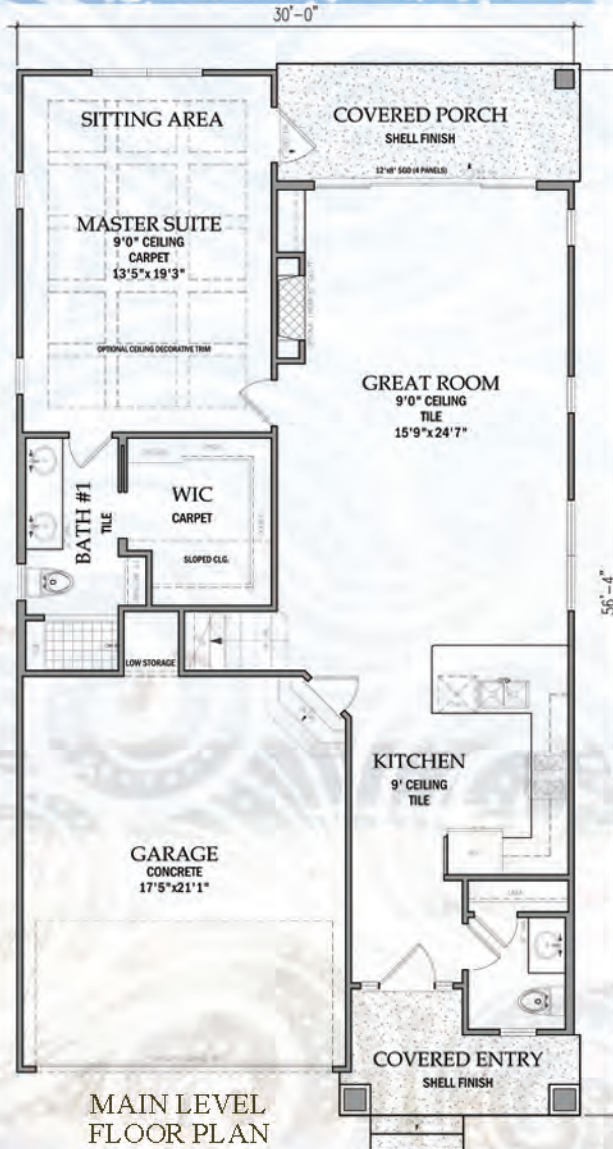 30'-0"
SITTING AREA
COVERED PORCH
SHELL FINISH
12'x8' SGD (4 PANELS)
MASTER SUITE
9'0" CEILING
CARPET
13'5"x 19'3"
OPTIONAL CEILING DECORATIVE TRIM
GREAT ROOM
9'0" CEILING
TILE
15'9"x 24'7"
BATH #1
TILE
WIC
CARPET
SLOPED CLG.
56'-4"
LOW STORAGE
KITCHEN
9' CEILING
TILE
GARAGE
CONCRETE
17'5"x21'1"
COVERED ENTRY
SHELL FINISH
MAIN LEVEL
FLOOR PLAN